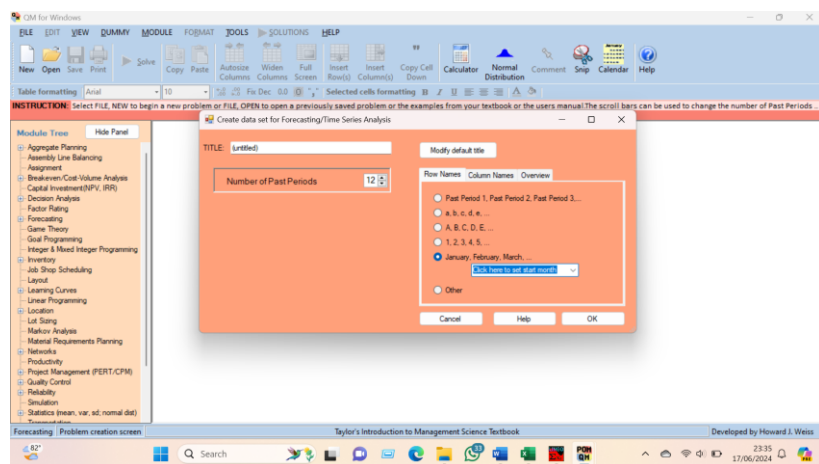 QM for Windows
FILE EDIT VIEW DUMMY MODULE FORMAT TOOLS SOLUTIONS HELP
New Open Save Print Solve Copy Paste Autosize Columns Widen Columns Full Screen Insert Row(s) Insert Column(s) Copy Cell Down Calculator Normal Distribution Comment Snip Calendar Help
Table formatting Arial 10 Fix Dec 0.0 0 "," Selected cells formatting B I U A
INSTRUCTION: Select FILE, NEW to begin a new problem or FILE, OPEN to open a previously saved problem or the examples from your textbook or the users manual.The scroll bars can be used to change the number of Past Periods ..
Module Tree Hide Panel
Aggregate Planning
Assembly Line Balancing
Assignment
Breakeven/Cost-Volume Analysis
Capital Investment(NPV, IRR)
Decision Analysis
Factor Rating
Forecasting
Game Theory
Goal Programming
Integer & Mixed Integer Programming
Inventory
Job Shop Scheduling
Layout
Learning Curves
Linear Programming
Location
Lot Sizing
Markov Analysis
Material Requirements Planning
Networks
Productivity
Project Management (PERT/CPM)
Quality Control
Reliability
Simulation
Statistics (mean, var, sd; normal dist)
Create data set for Forecasting/Time Series Analysis
TITLE: (untitled) Modify default title
Number of Past Periods 12
Row Names Column Names Overview
Past Period 1, Past Period 2, Past Period 3,...
a, b, c, d, e, ...
A, B, C, D, E, ...
1, 2, 3, 4, 5, ...
January, February, March, ...
Click here to set start month
Other
Cancel Help OK
Forecasting Problem creation screen Taylor's Introduction to Management Science Textbook Developed by Howard J. Weiss
82° Search 23:35
17/06/2024